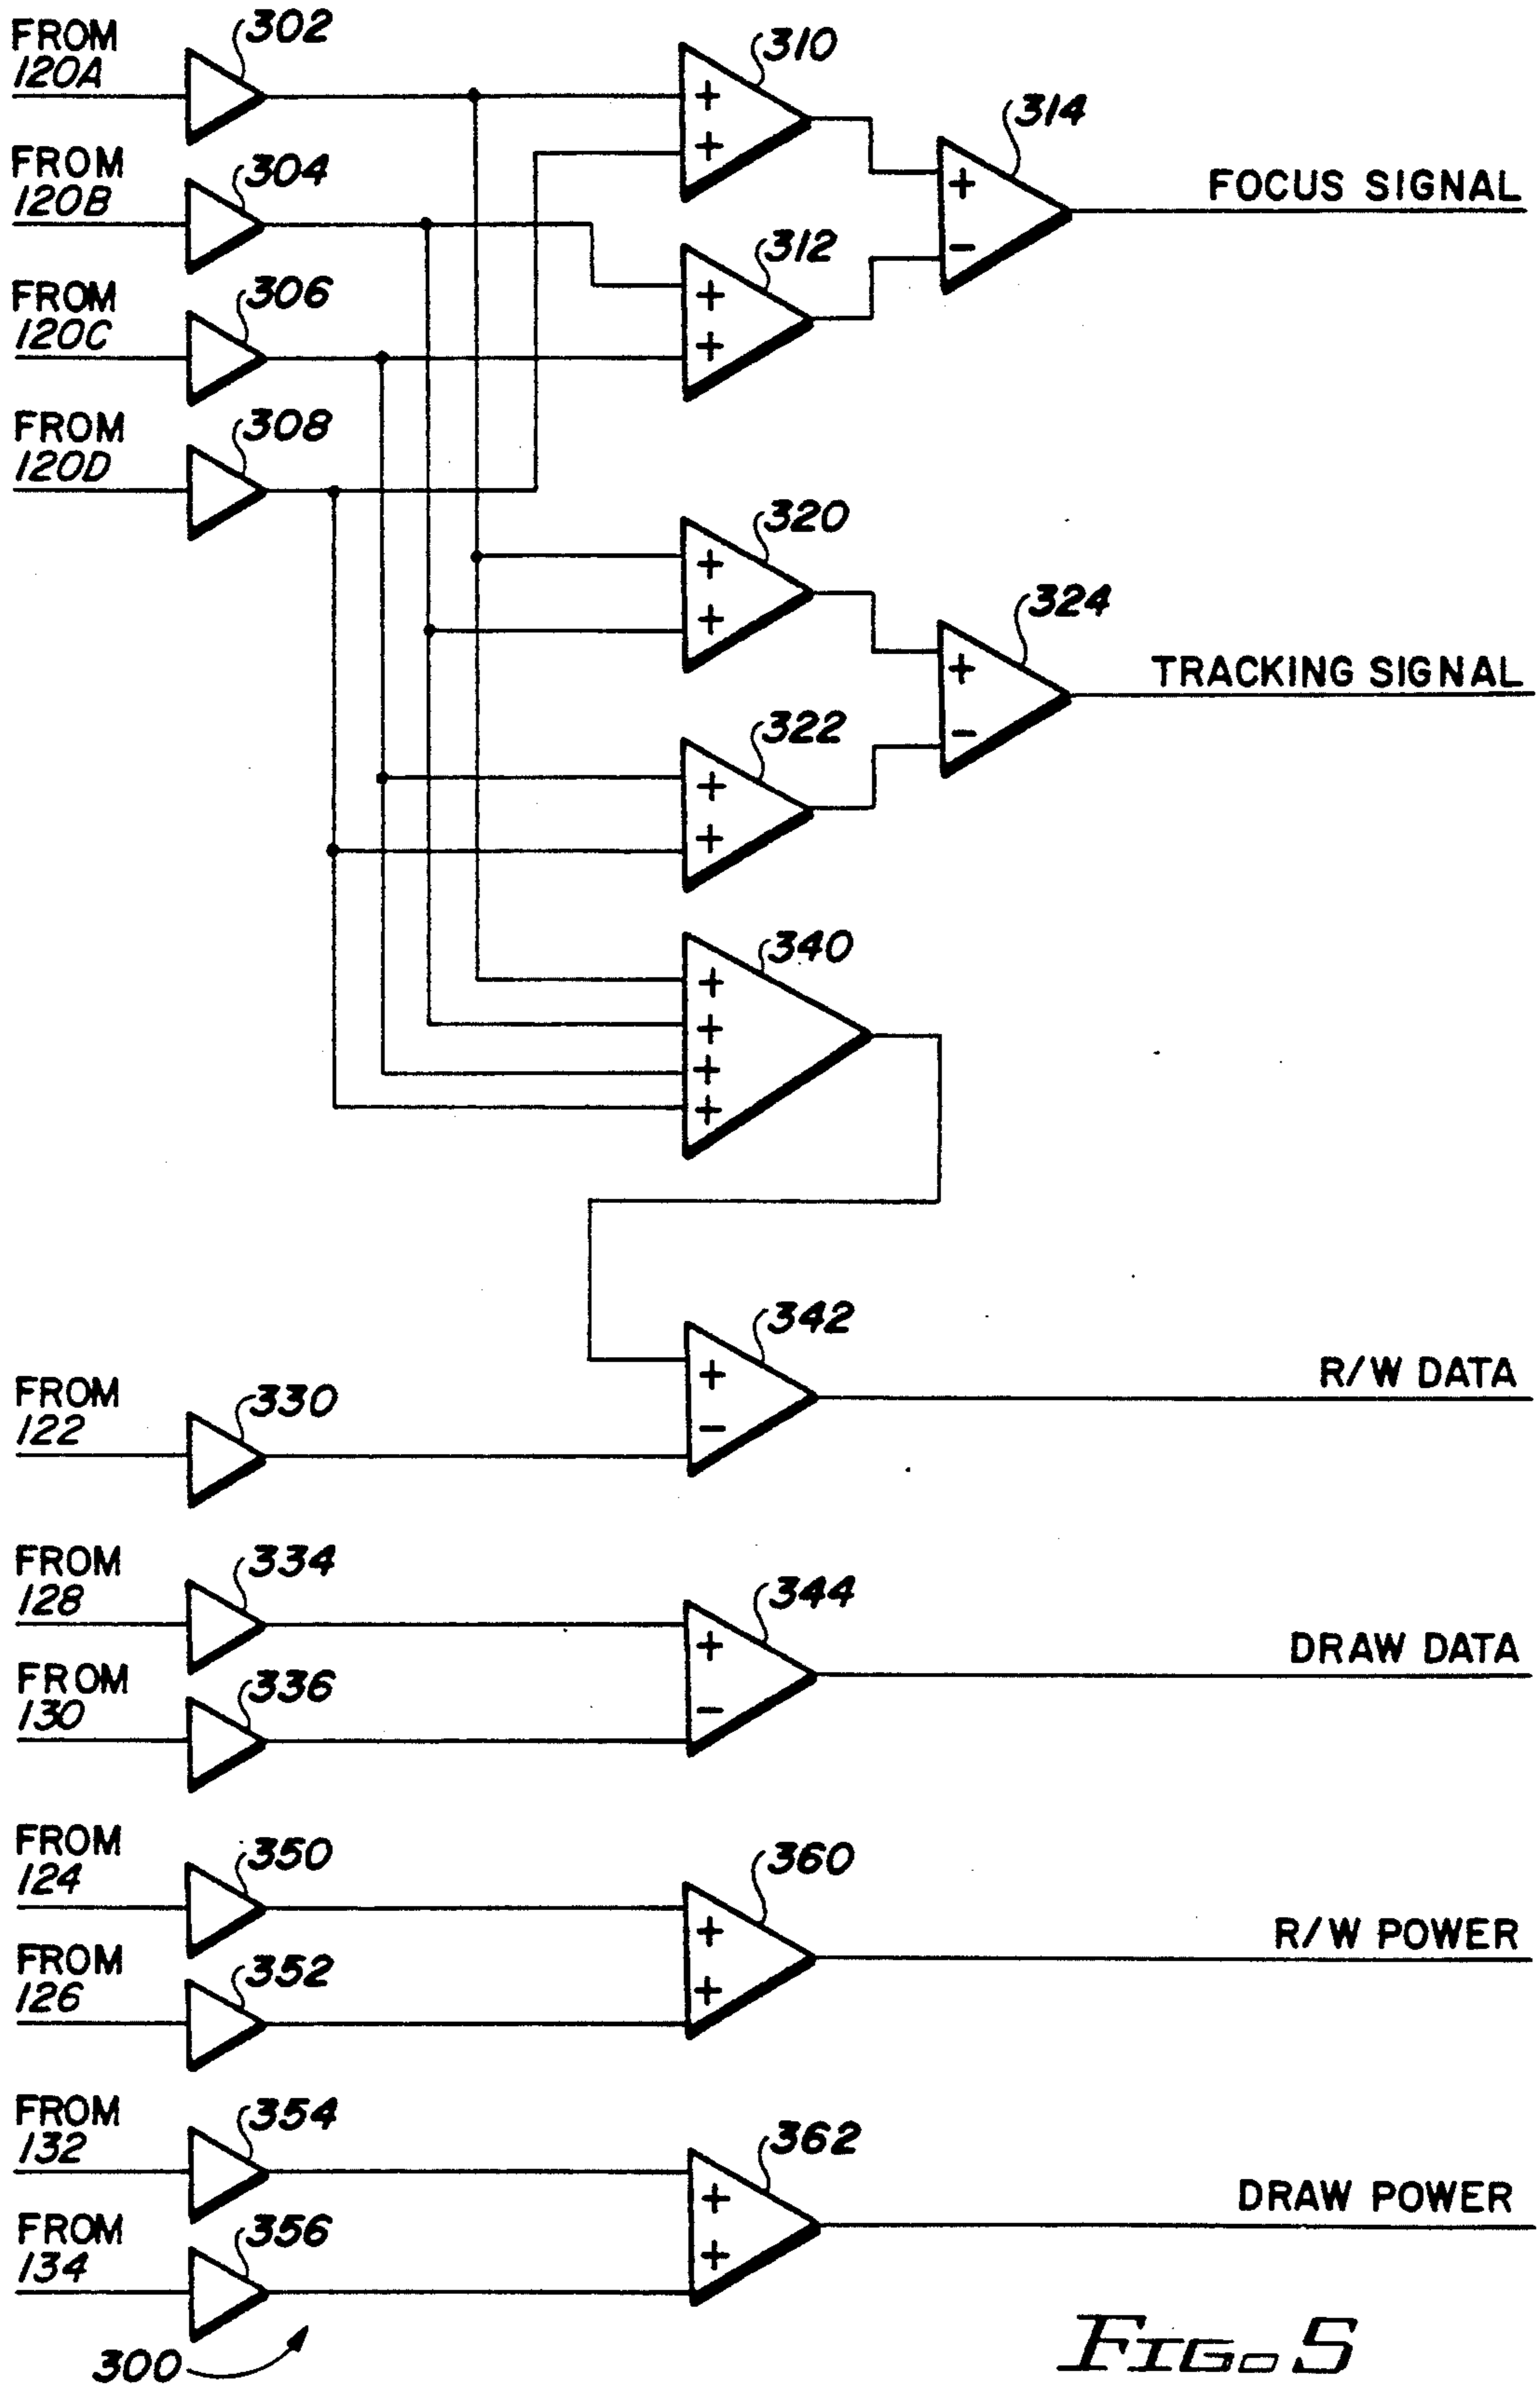 FROM 120A
302
310
314
FROM 120B
304
FOCUS SIGNAL
312
FROM 120C
306
FROM 120D
308
320
324
TRACKING SIGNAL
322
340
342
R/W DATA
FROM 122
330
FROM 128
334
344
DRAW DATA
FROM 130
336
FROM 124
350
360
R/W POWER
FROM 126
352
FROM 132
354
362
DRAW POWER
FROM 134
356
300
FIG. 5